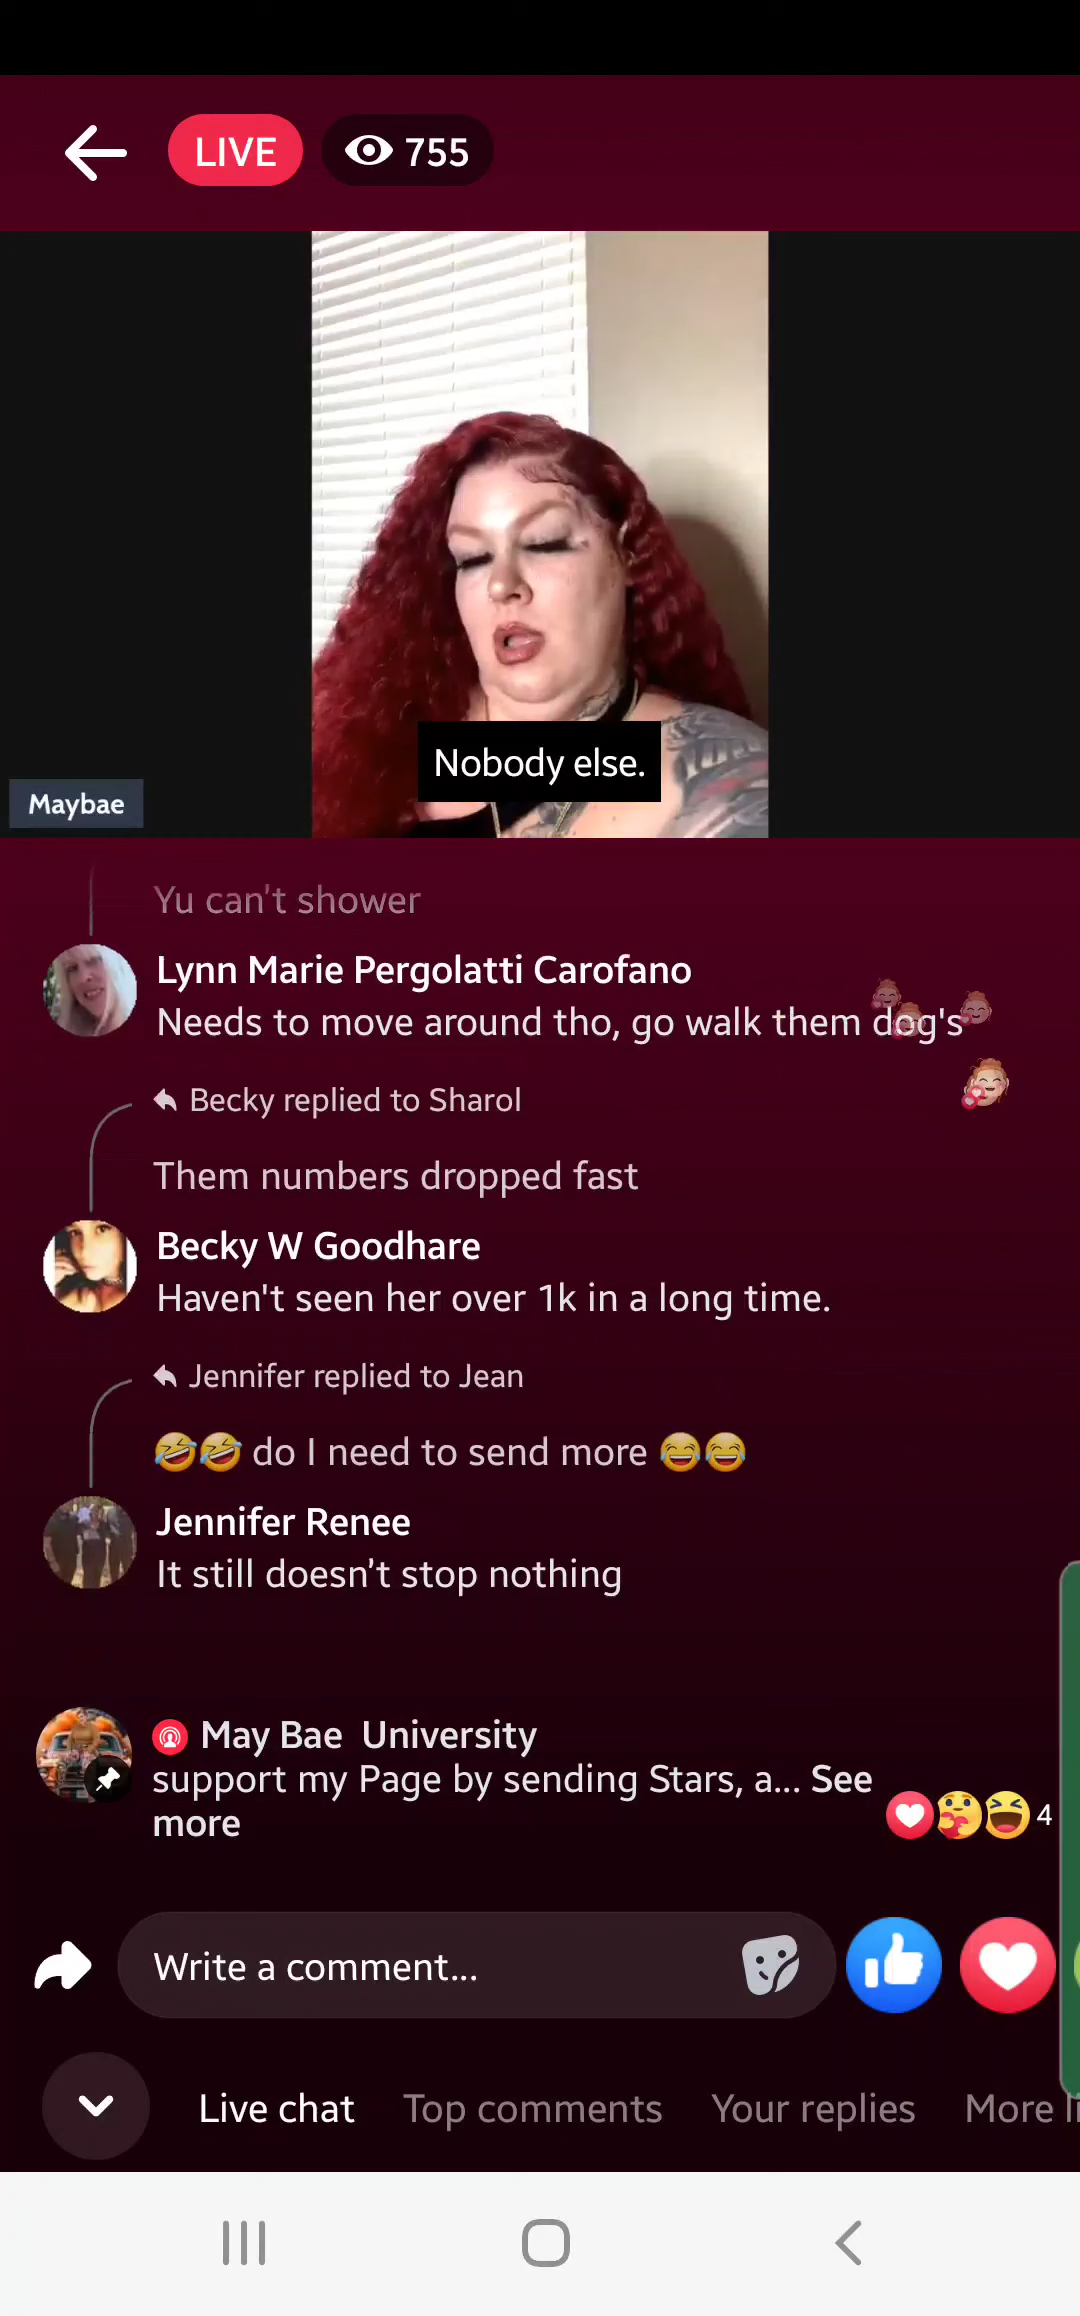 LIVE
755
Nobody else.
Maybae
Yu can't shower
Lynn Marie Pergolatti Carofano
Needs to move around tho, go walk them dog's
Becky replied to Sharol
Them numbers dropped fast
Becky W Goodhare
Haven't seen her over 1k in a long time.
Jennifer replied to Jean
🤣🤣 do I need to send more 😂😂
Jennifer Renee
It still doesn't stop nothing
May Bae University
support my Page by sending Stars, a... See
more
4
Write a comment...
Live chat Top comments Your replies More